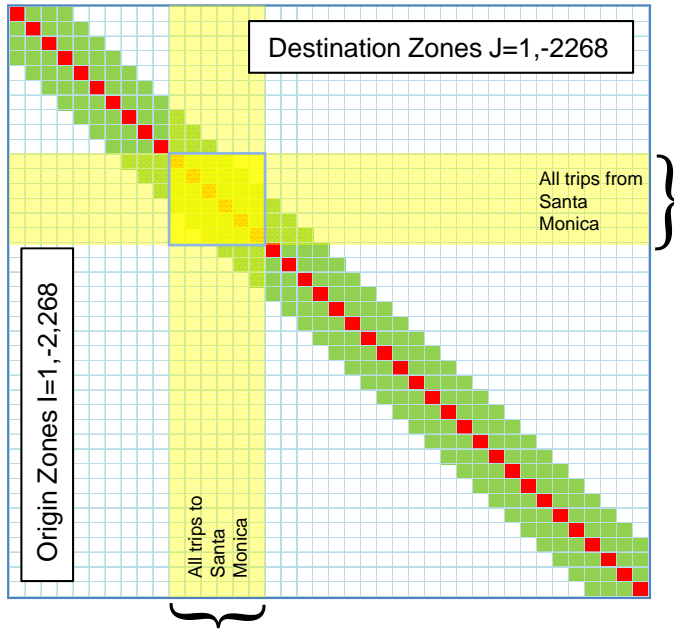 Destination Zones J=1,-2268
All trips from
Santa
Monica
Origin Zones I=1,-2,268
All trips to
Santa
Monica